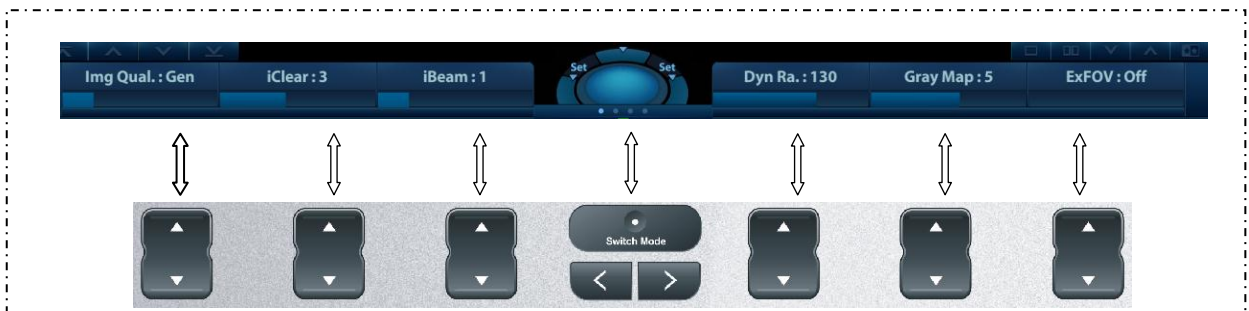 Set Set
Img Qual. : Gen iClear : 3 iBeam : 1 Dyn Ra. : 130 Gray Map : 5 ExFOV : Off
Switch Mode